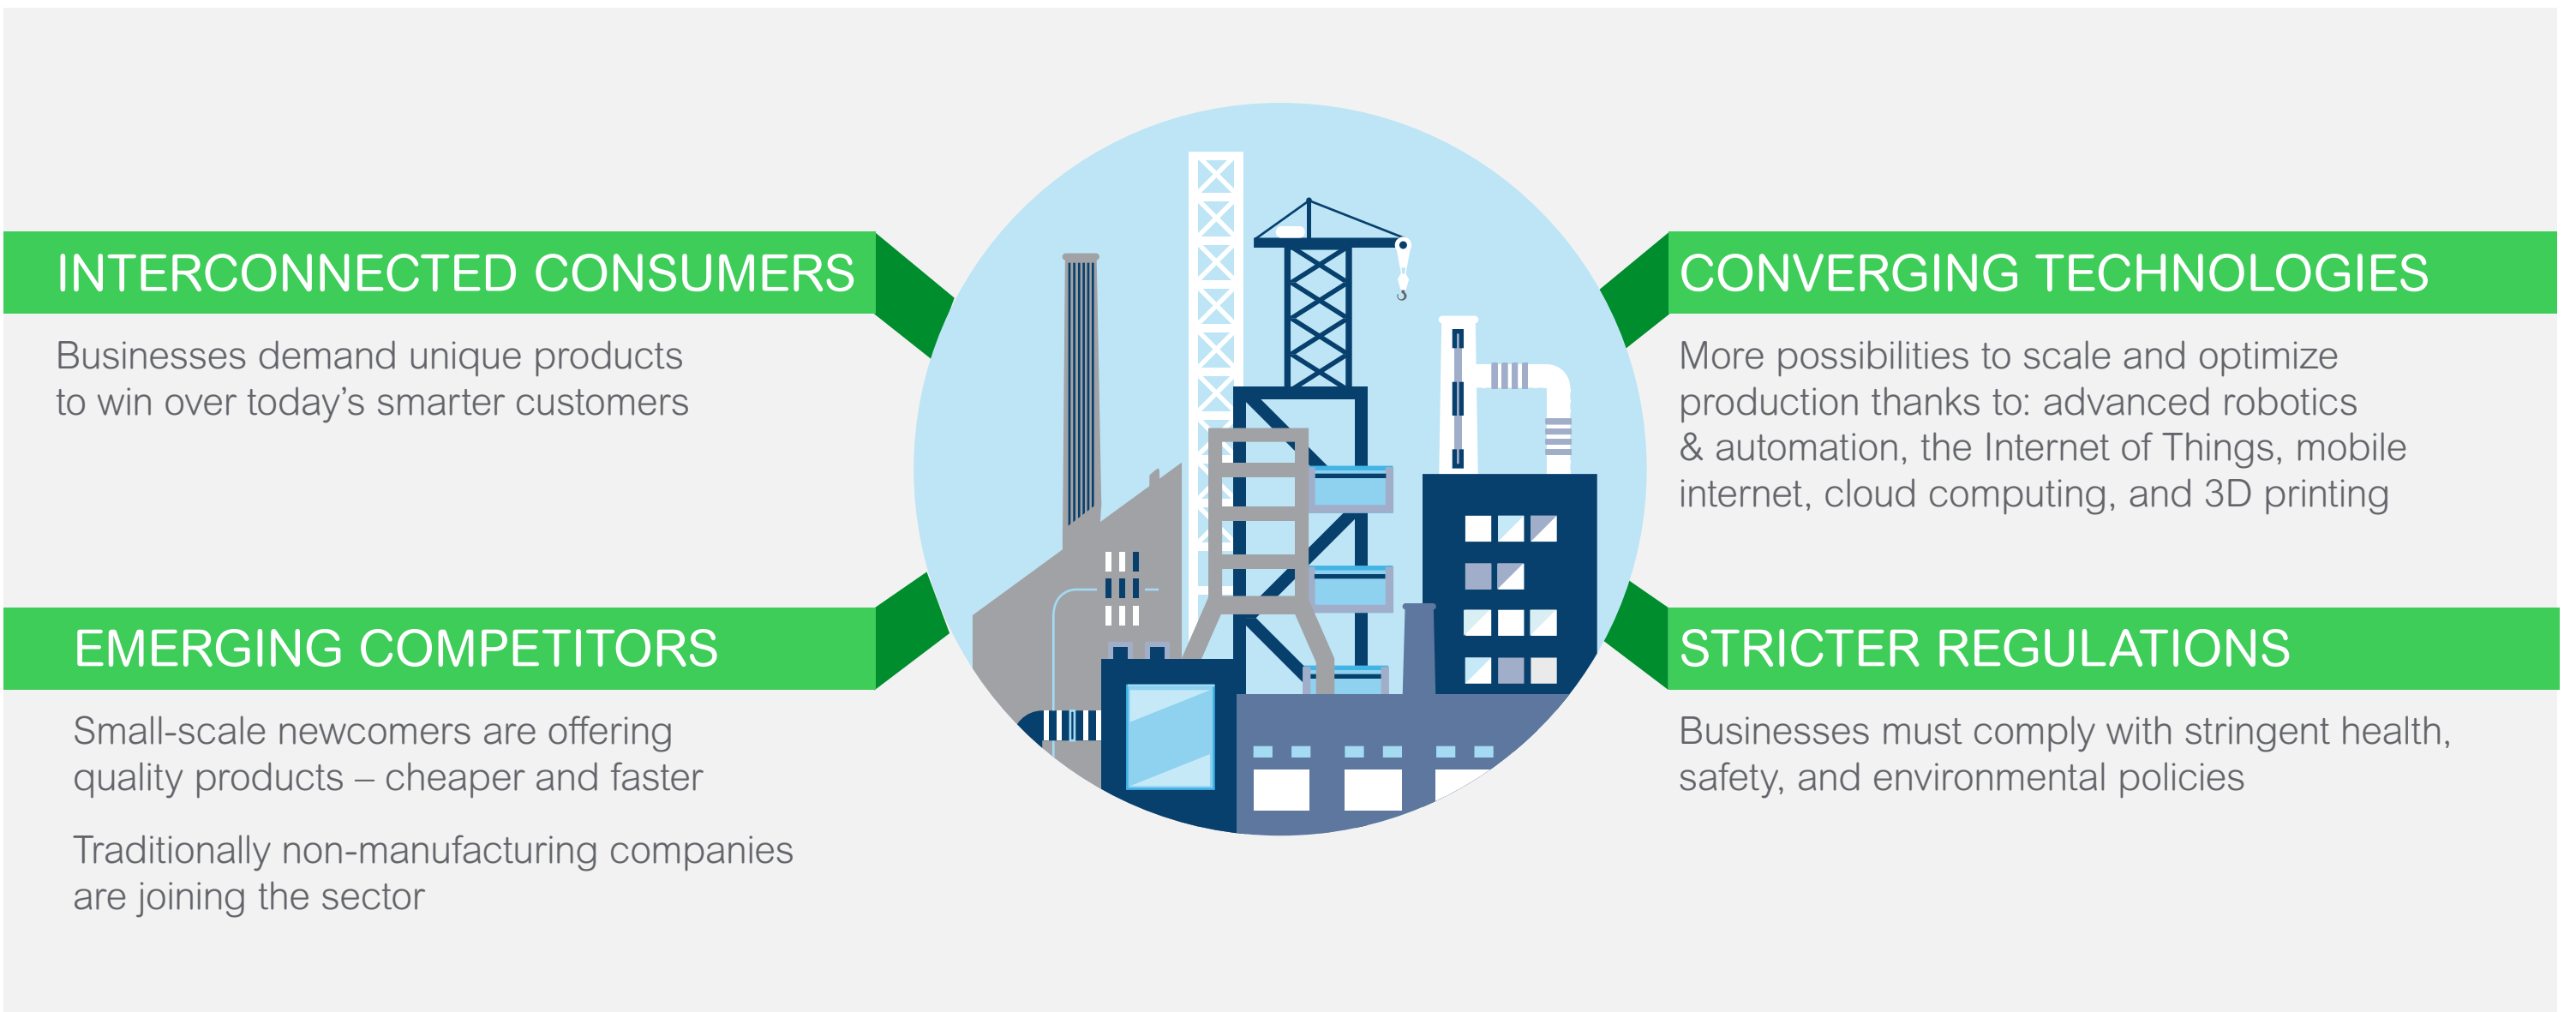 INTERCONNECTED CONSUMERS
Businesses demand unique products
to win over today’s smarter customers
EMERGING COMPETITORS
Small-scale newcomers are offering
quality products – cheaper and faster
Traditionally non-manufacturing companies
are joining the sector
CONVERGING TECHNOLOGIES
More possibilities to scale and optimize
production thanks to: advanced robotics
& automation, the Internet of Things, mobile
internet, cloud computing, and 3D printing
STRICTER REGULATIONS
Businesses must comply with stringent health,
safety, and environmental policies